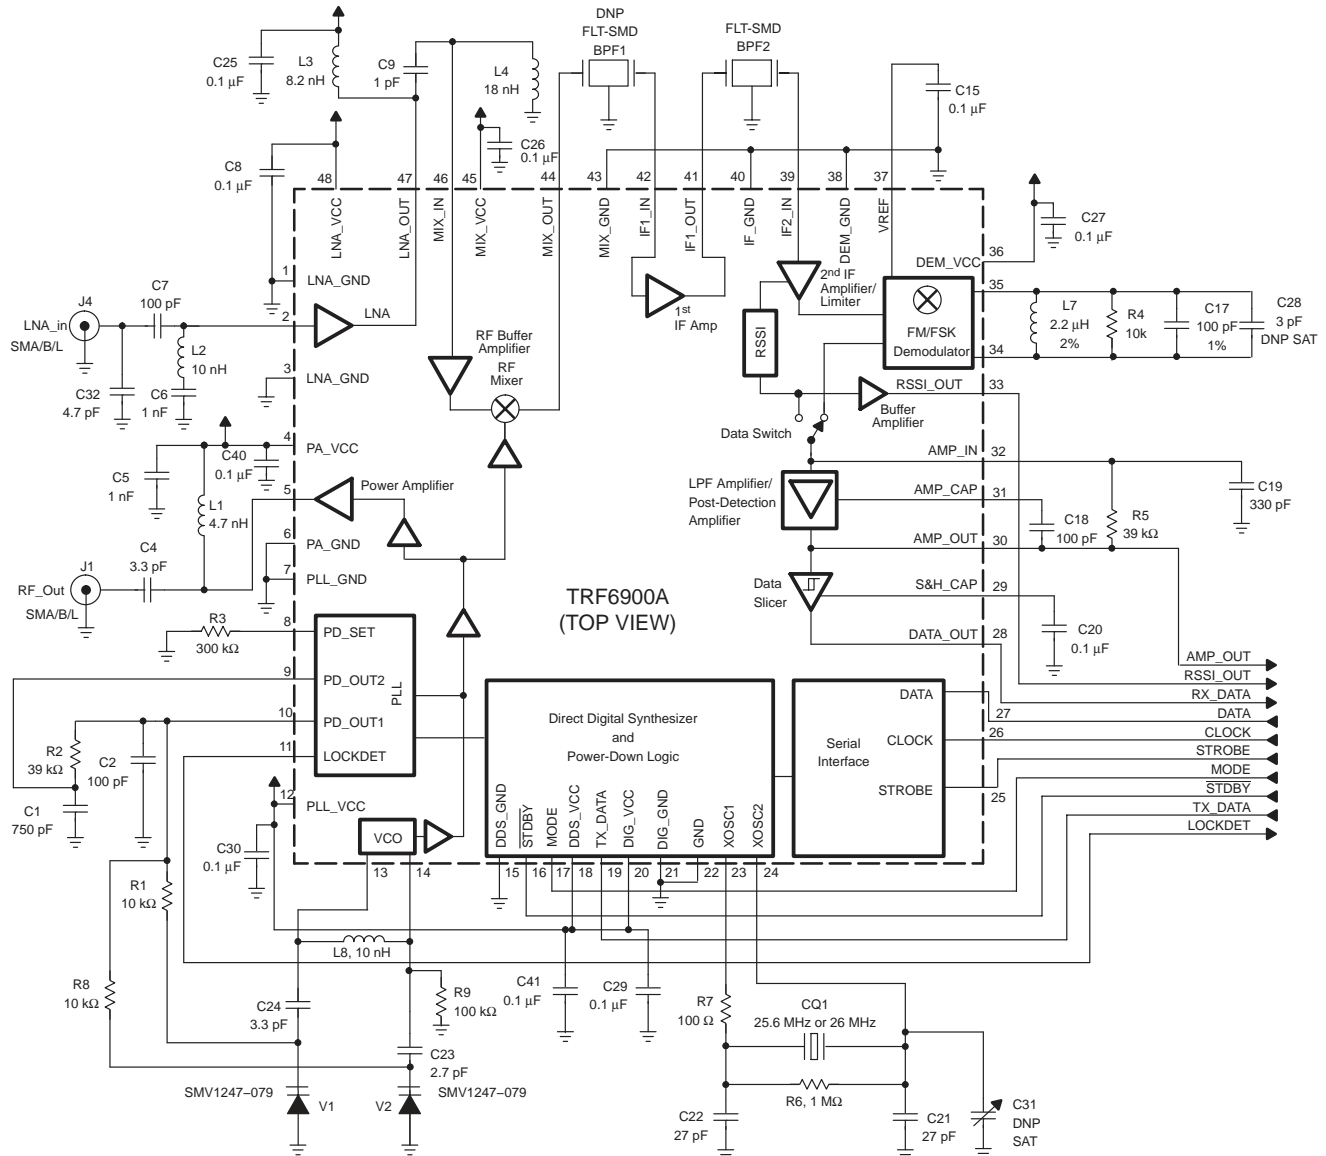 DNP
FLT-SMD
BPF1
FLT-SMD
BPF2
C25
0.1 µF
L3
8.2 nH
C9
1 pF
L4
18 nH
C15
0.1 µF
C26
0.1 µF
C8
0.1 µF
48
47
46
45
44
43
42
41
40
39
38
37
LNA_VCC
LNA_OUT
MIX_IN
MIX_VCC
MIX_OUT
MIX_GND
IF1_IN
IF1_OUT
IF_GND
IF2_IN
DEM_GND
VREF
C27
0.1 µF
36
DEM_VCC
1
LNA_GND
2nd IF
Amplifier/
Limiter
1st
IF Amp
35
C7
100 pF
J4
LNA_in
SMA/B/L
2
LNA
L2
10 nH
C32
4.7 pF
C6
1 nF
3
LNA_GND
RF Buffer
Amplifier
RF
Mixer
RSSI
FM/FSK
Demodulator
L7
2.2 µH
2%
R4
10k
C17
100 pF
1%
C28
3 pF
DNP SAT
34
RSSI_OUT
33
Buffer
Amplifier
Data Switch
4
PA_VCC
C40
0.1 µF
C5
1 nF
AMP_IN
32
5
Power Amplifier
L1
4.7 nH
LPF Amplifier/
Post-Detection
Amplifier
AMP_CAP
31
C19
330 pF
C18
100 pF
R5
39 kΩ
6
PA_GND
AMP_OUT
30
C4
3.3 pF
J1
RF_Out
SMA/B/L
7
PLL_GND
TRF6900A
(TOP VIEW)
Data
Slicer
S&H_CAP
29
R3
300 kΩ
8
PD_SET
DATA_OUT
28
C20
0.1 µF
AMP_OUT
RSSI_OUT
RX_DATA
DATA
CLOCK
STROBE
MODE
STDBY
TX_DATA
LOCKDET
9
PD_OUT2
PLL
10
PD_OUT1
11
LOCKDET
Direct Digital Synthesizer
and
Power-Down Logic
Serial
Interface
DATA
27
CLOCK
26
STROBE
25
R2
39 kΩ
C2
100 pF
C1
750 pF
12
PLL_VCC
VCO
C30
0.1 µF
DDS_GND
STDBY
MODE
DDS_VCC
TX_DATA
DIG_VCC
DIG_GND
GND
XOSC1
XOSC2
13
14
15
16
17
18
19
20
21
22
23
24
R1
10 kΩ
L8, 10 nH
R8
10 kΩ
C24
3.3 pF
R9
100 kΩ
C41
0.1 µF
C29
0.1 µF
R7
100 Ω
CQ1
25.6 MHz or 26 MHz
C23
2.7 pF
SMV1247–079
V1
V2
SMV1247–079
R6, 1 MΩ
C22
27 pF
C21
27 pF
C31
DNP
SAT